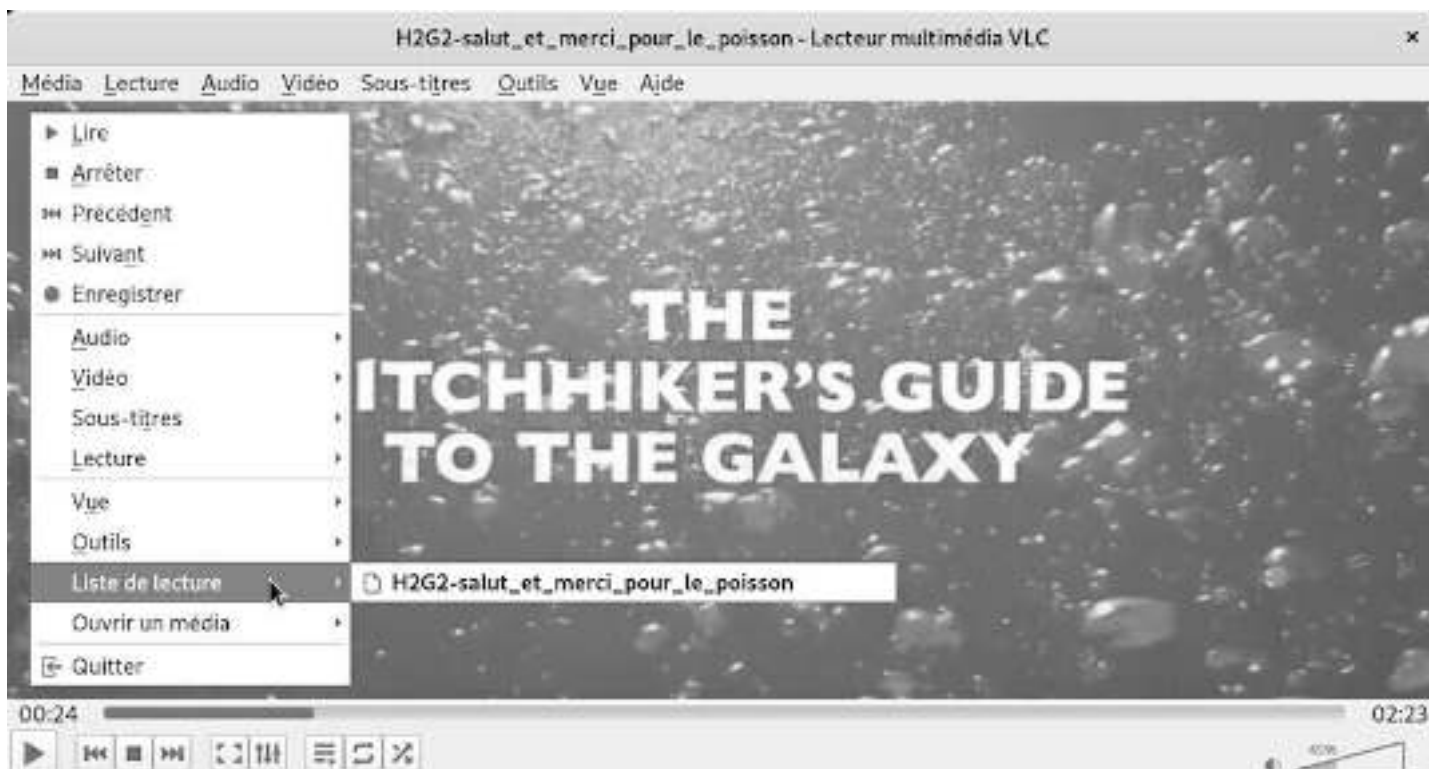 H2G2-salut_et_merci_pour_le_poisson - Lecteur multimédia VLC
Média Lecture Audio Vidéo Sous-titres Outils Vue Aide
Lire
Arrêter
Précédent
Suivant
Enregistrer
Audio
Vidéo
Sous-titres
Lecture
Vue
Outils
Liste de lecture
H2G2-salut_et_merci_pour_le_poisson
Ouvrir un média
Quitter
THE
ITCHHIKER'S GUIDE
TO THE GALAXY
00:24 02:23